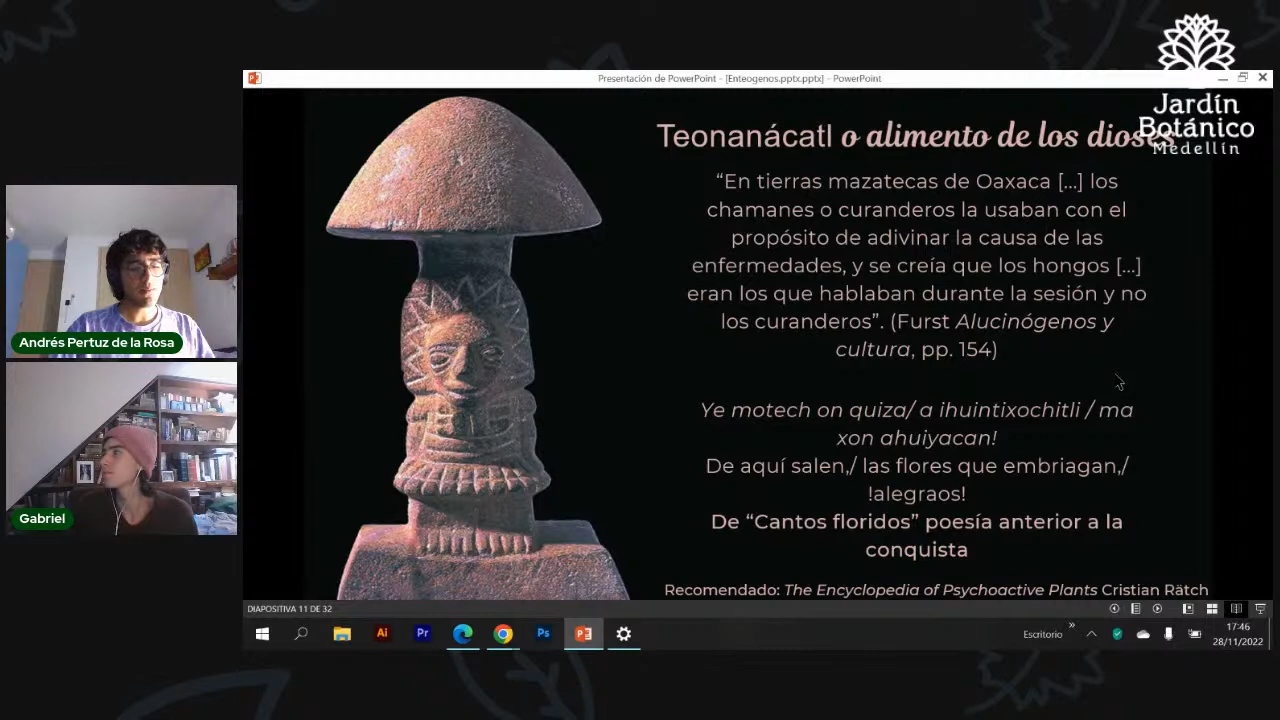 Presentación de PowerPoint - [Enteogenos.pptx.pptx] - PowerPoint
Jardín
Botánico
Medellín
Teonanácatl o alimento de los dioses
“En tierras mazatecas de Oaxaca [...] los
chamanes o curanderos la usaban con el
propósito de adivinar la causa de las
enfermedades, y se creía que los hongos [...]
eran los que hablaban durante la sesión y no
los curanderos”. (Furst Alucinógenos y
cultura, pp. 154)
Ye motech on quiza/ a ihuintixochitli / ma
xon ahuiyacan!
De aquí salen,/ las flores que embriagan,/
!alegraos!
De “Cantos floridos” poesía anterior a la
conquista
Recomendado: The Encyclopedia of Psychoactive Plants Cristian Rätch
Andrés Pertuz de la Rosa
Gabriel
DIAPOSITIVA 11 DE 32
Ai
Pr
Ps
Escritorio
17:46
28/11/2022